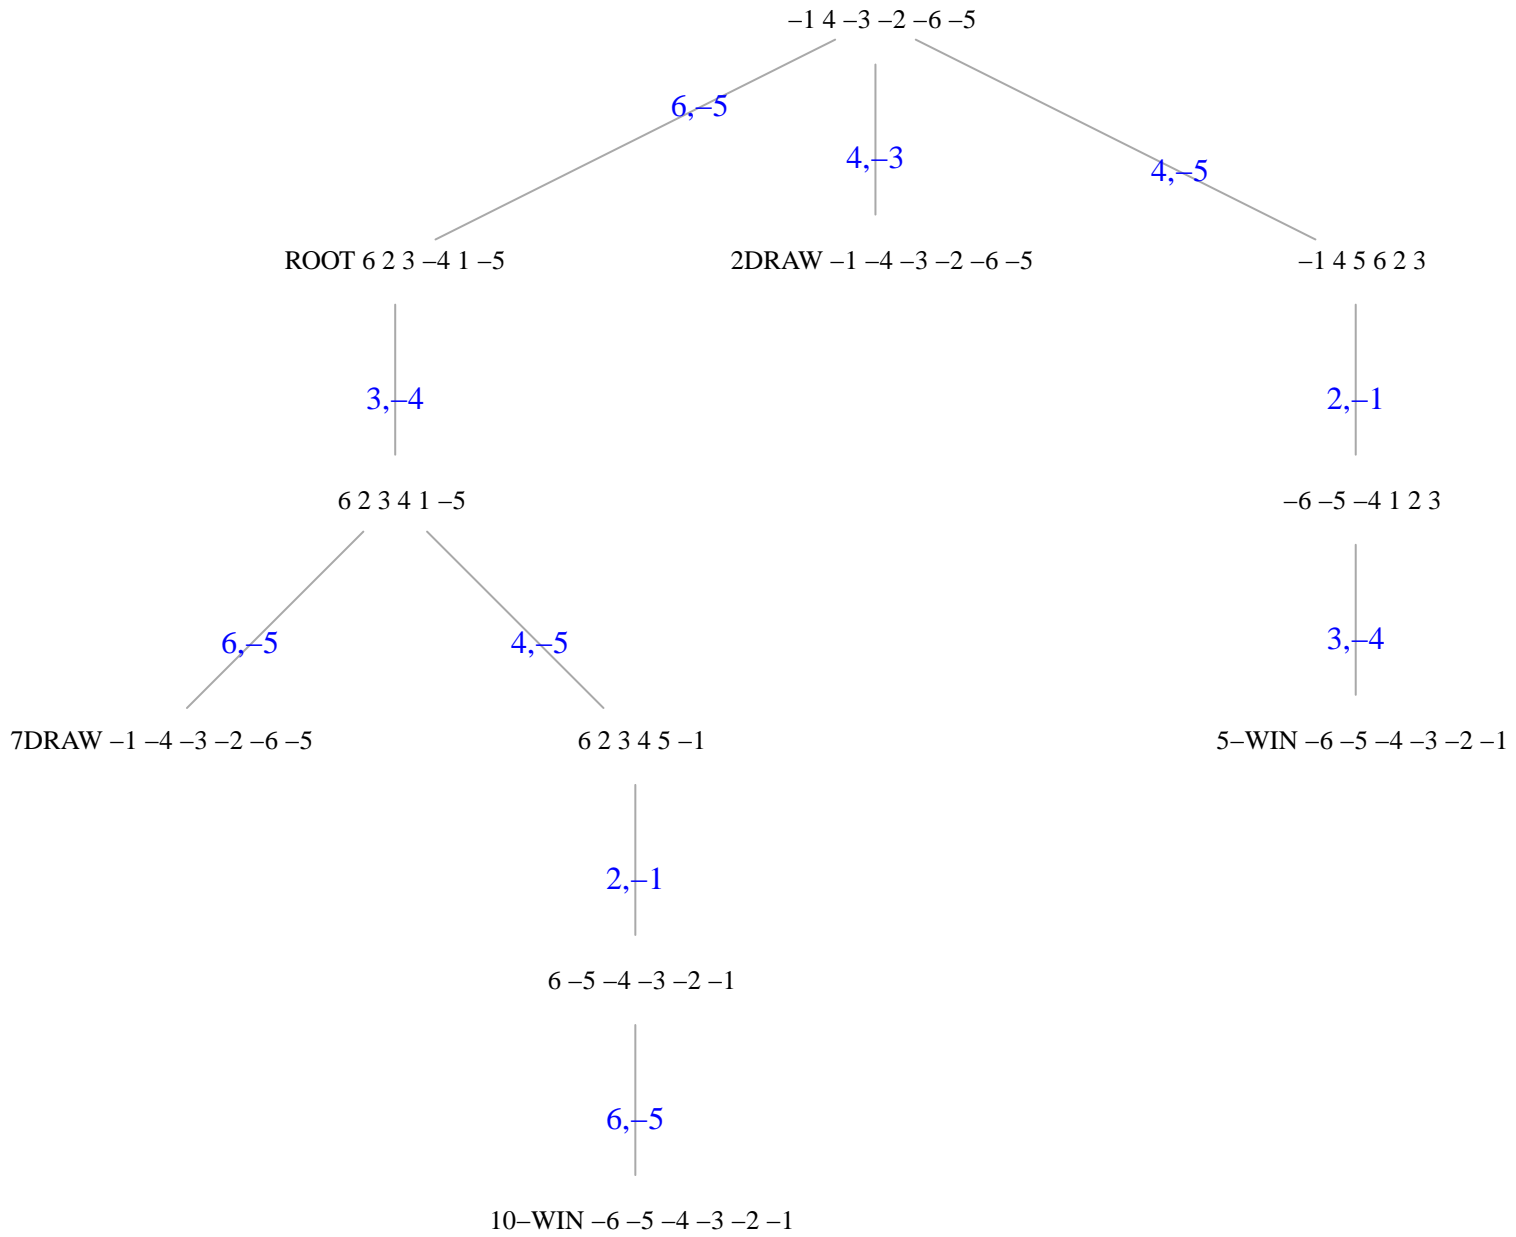 –1 4 –3 –2 –6 –5
6,–5
4,–3
4,–5
ROOT 6 2 3 –4 1 –5
2DRAW –1 –4 –3 –2 –6 –5
–1 4 5 6 2 3
3,–4
2,–1
6 2 3 4 1 –5
–6 –5 –4 1 2 3
6,–5
4,–5
3,–4
7DRAW –1 –4 –3 –2 –6 –5
6 2 3 4 5 –1
5–WIN –6 –5 –4 –3 –2 –1
2,–1
6 –5 –4 –3 –2 –1
6,–5
10–WIN –6 –5 –4 –3 –2 –1